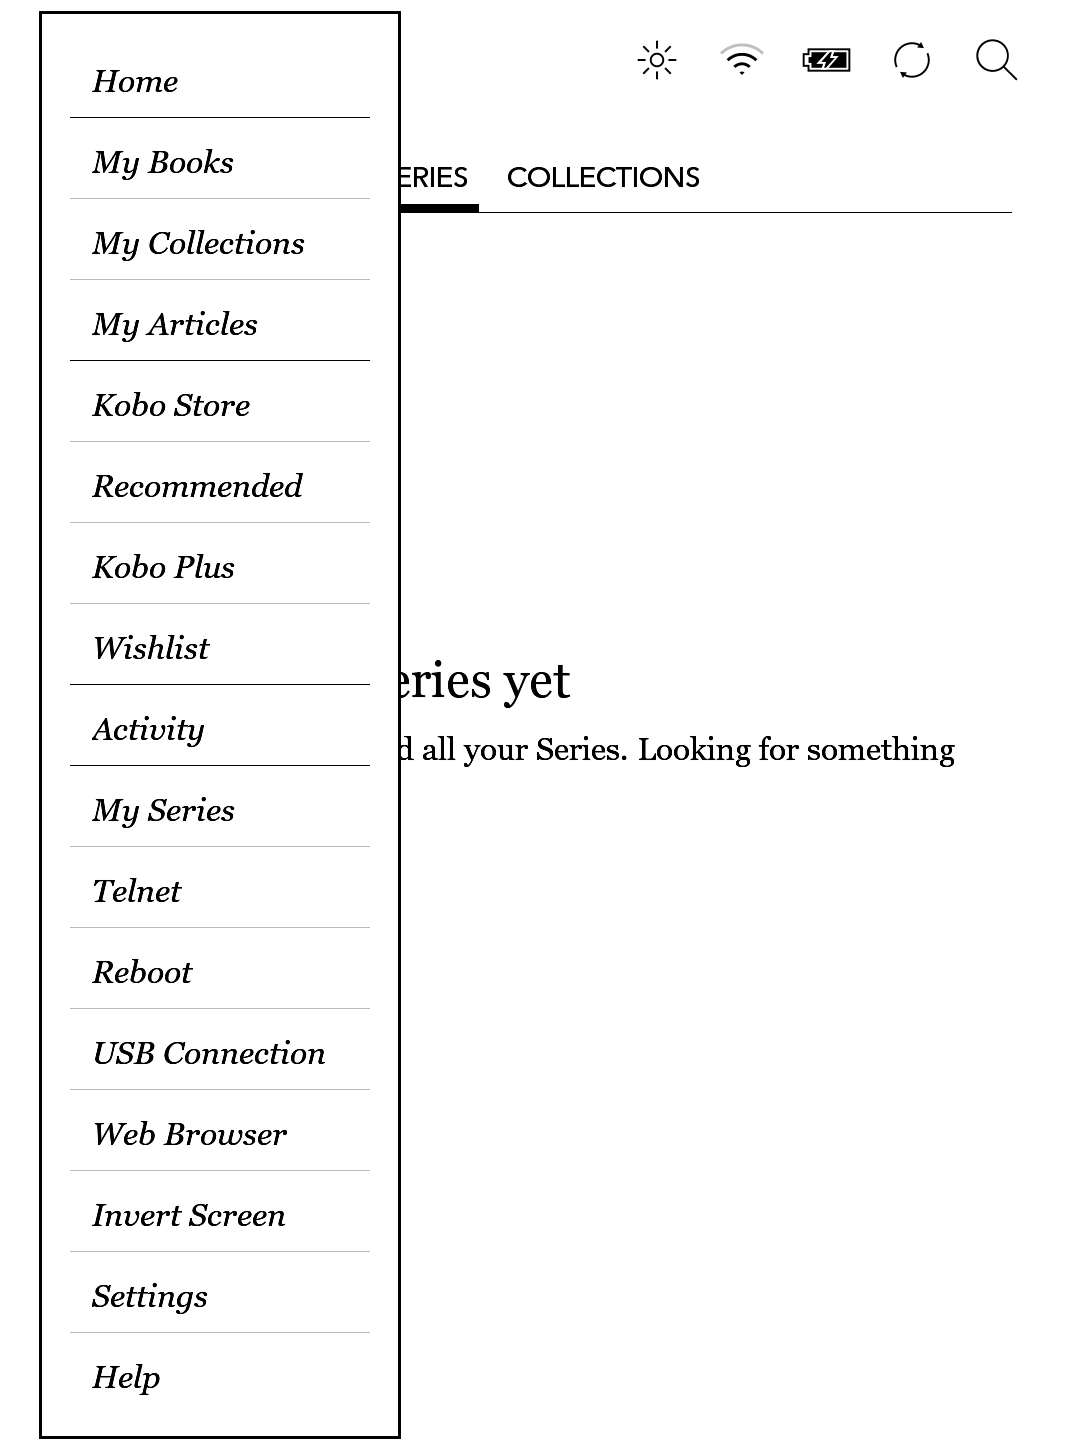 Home
My Books
My Collections
My Articles
Kobo Store
Recommended
Kobo Plus
Wishlist
Activity
My Series
Telnet
Reboot
USB Connection
Web Browser
Invert Screen
Settings
Help
ERIES COLLECTIONS
eries yet
d all your Series. Looking for something